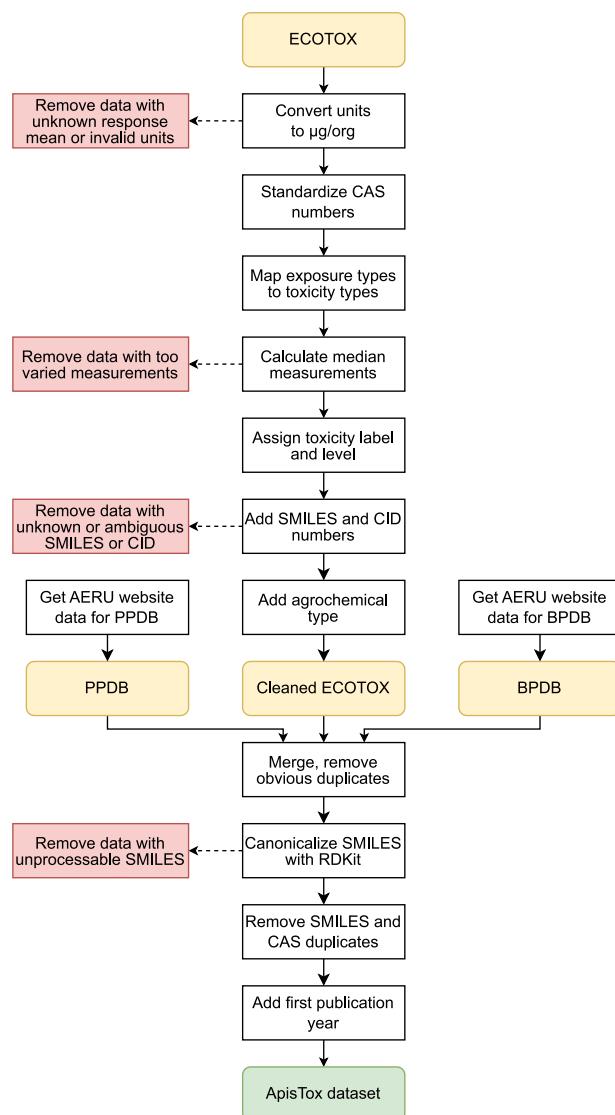 ECOTOX
Remove data with
unknown response
mean or invalid units
Convert units
to µg/org
Standardize CAS
numbers
Map exposure types
to toxicity types
Remove data with too
varied measurements
Calculate median
measurements
Assign toxicity label
and level
Remove data with
unknown or ambiguous
SMILES or CID
Add SMILES and CID
numbers
Get AERU website
data for PPDB
Add agrochemical
type
Get AERU website
data for BPDB
PPDB
Cleaned ECOTOX
BPDB
Merge, remove
obvious duplicates
Remove data with
unprocessable SMILES
Canonicalize SMILES
with RDKit
Remove SMILES and
CAS duplicates
Add first publication
year
ApisTox dataset